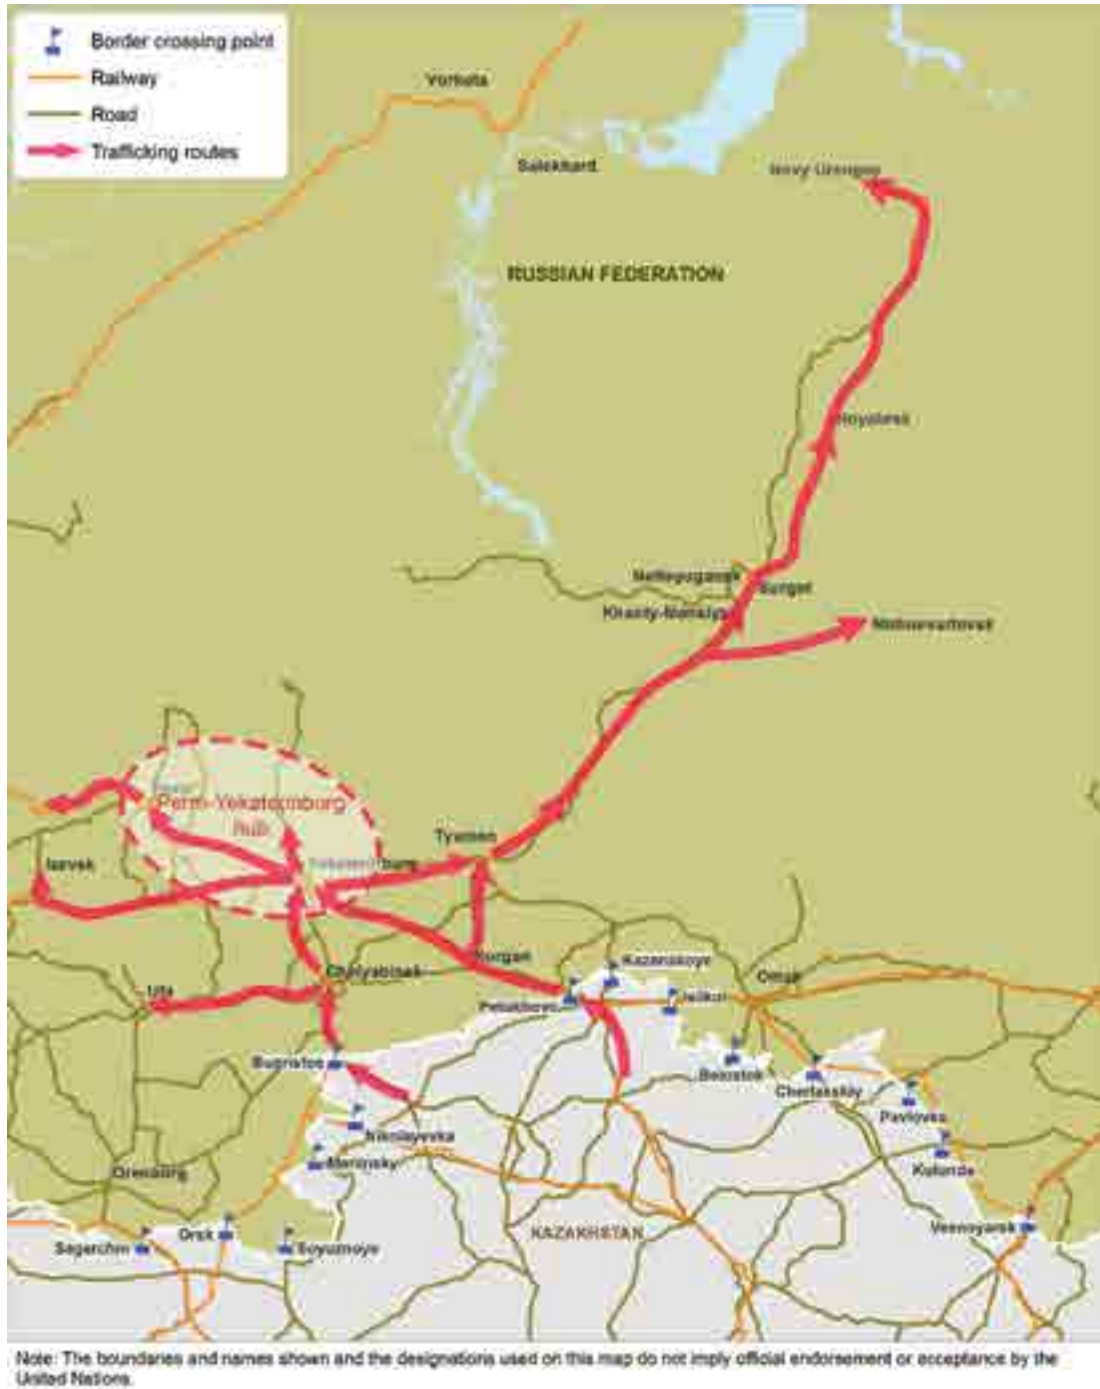 Border crossing point
Railway
Road
Trafficking routes
Vorkuta
Salekhard
Novy Urengoy
RUSSIAN FEDERATION
Noyabrsk
Nefteyugansk
Surgut
Khanty-Mansiysk
Nizhnevartovsk
Perm-Yekaterinburg
hub
Tyumen
Yekaterinburg
Izevsk
Kurgan
Kazanskoye
Chelyabinsk
Omsk
Ufa
Petukhovo
Isilkul
Bugristoe
Cherlakskiy
Pavlovka
Nikolayevka
Mariinsky
Kulunda
Orenburg
Orsk
KAZAKHSTAN
Sagarchin
Veseloyarsk
Note: The boundaries and names shown and the designations used on this map do not imply official endorsement or acceptance by the
United Nations.